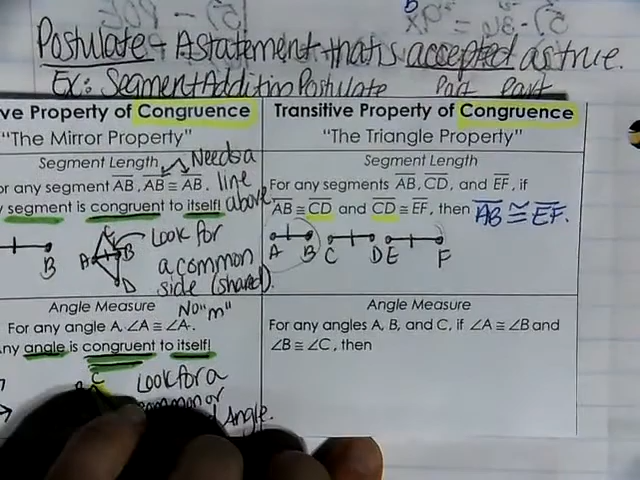 Postulate - A statement that is accepted as true.
Ex: Segment Addition Postulate Part Part
ve Property of Congruence
"The Mirror Property"
Segment Length Needs a
or any segment AB, AB ≅ AB. line
segment is congruent to itself! above
B
C
A B
D
Look for
a common
side (shared).
Angle Measure No "m"
For any angle A, ∠A ≅ ∠A.
ny angle is congruent to itself!
C
Look for a
common or
Angle.
Transitive Property of Congruence
"The Triangle Property"
Segment Length
For any segments AB, CD, and EF, if
AB ≅ CD and CD ≅ EF, then AB ≅ EF.
A B C D E F
Angle Measure
For any angles A, B, and C, if ∠A ≅ ∠B and
∠B ≅ ∠C, then